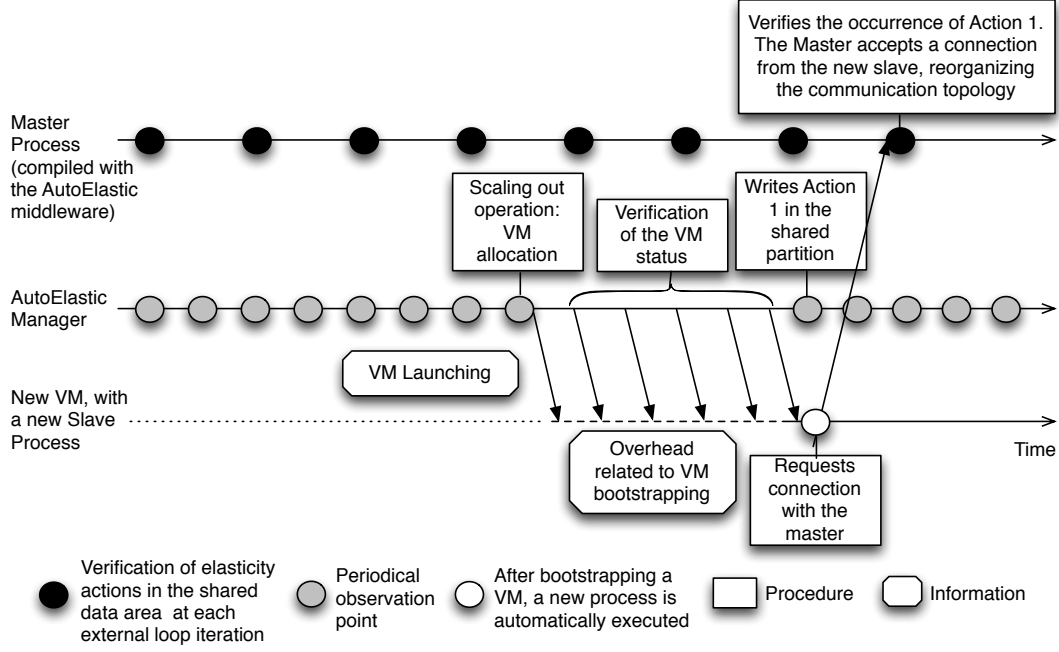 Verifies the occurrence of Action 1.
The Master accepts a connection
from the new slave, reorganizing
the communication topology
Master
Process
(compiled with
the AutoElastic
middleware)
Scaling out
operation:
VM
allocation
Verification
of the VM
status
Writes Action
1 in the
shared
partition
AutoElastic
Manager
VM Launching
New VM, with
a new Slave
Process
Time
Overhead
related to VM
bootstrapping
Requests
connection
with the
master
Verification of elasticity
actions in the shared
data area at each
external loop iteration
Periodical
observation
point
After bootstrapping a
VM, a new process is
automatically executed
Procedure
Information